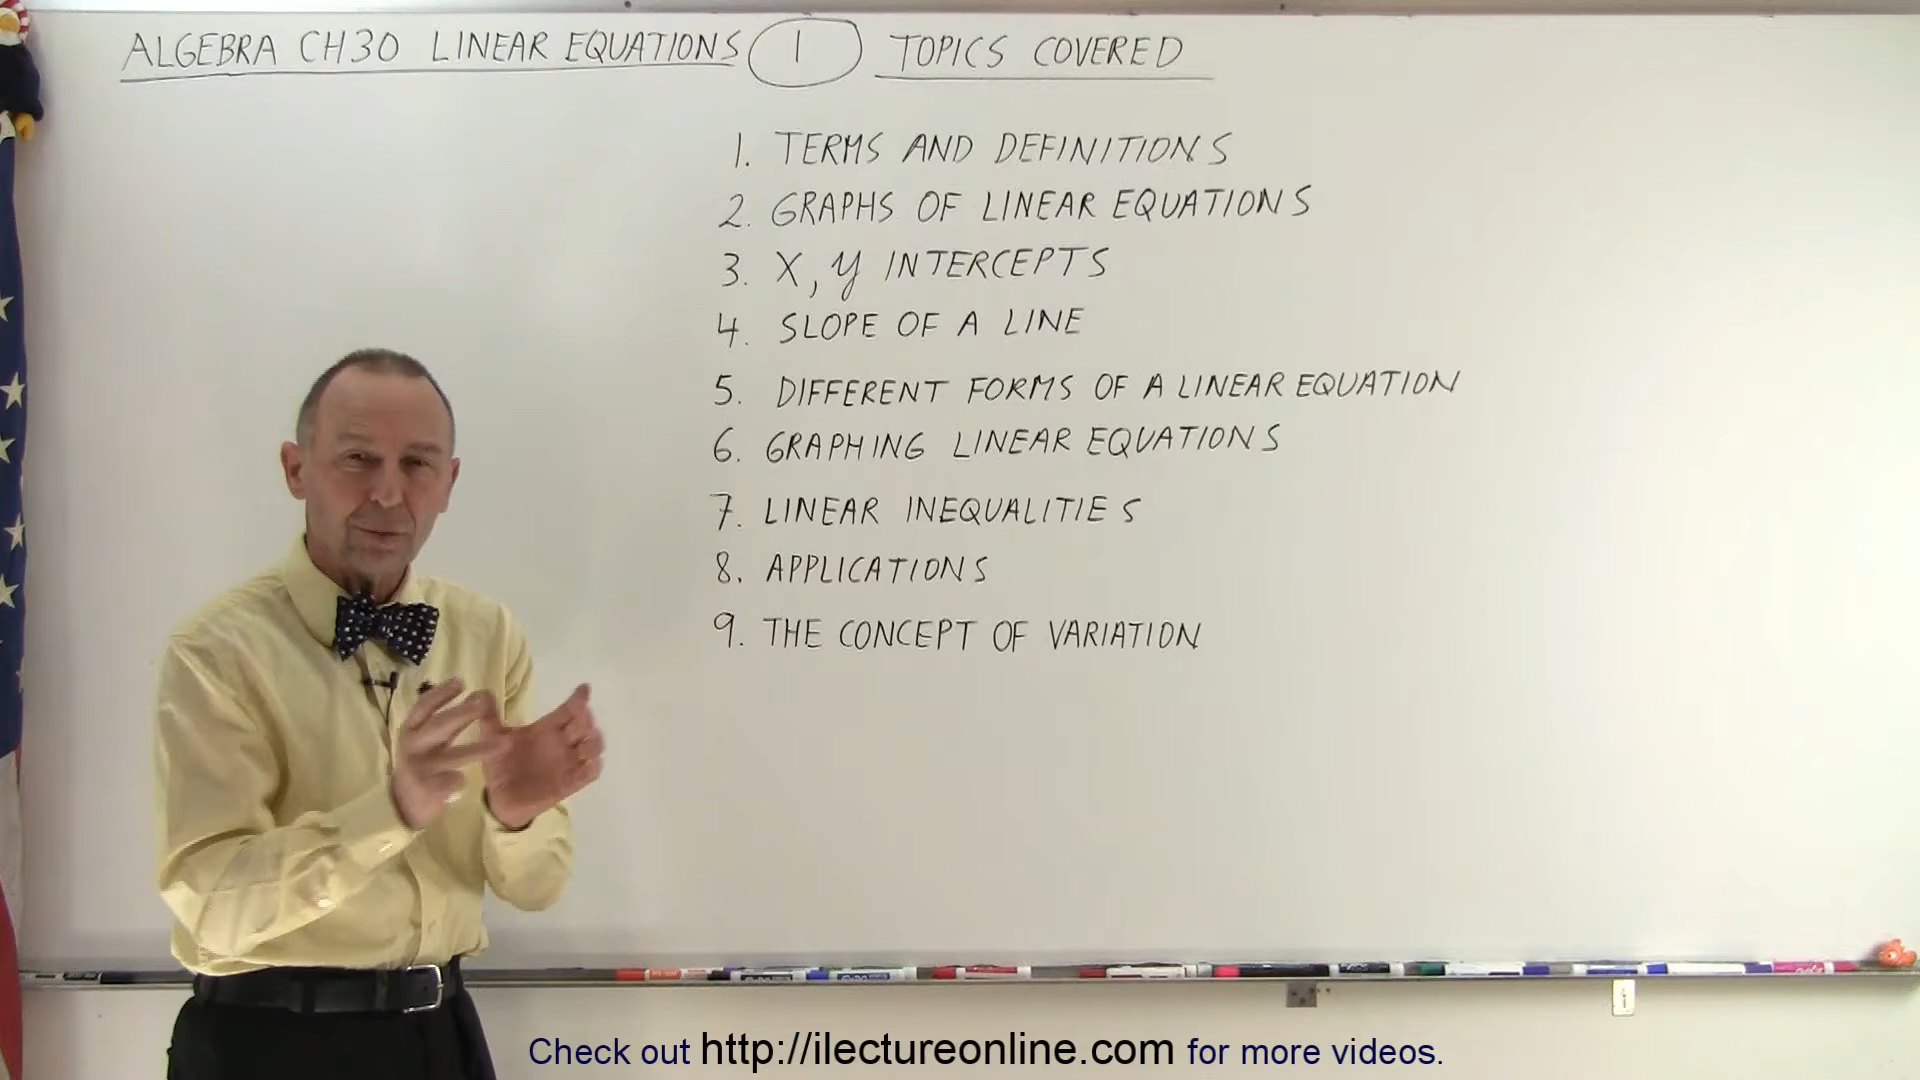 ALGEBRA CH30 LINEAR EQUATIONS 1 TOPICS COVERED
1. TERMS AND DEFINITIONS
2. GRAPHS OF LINEAR EQUATIONS
3. X, Y INTERCEPTS
4. SLOPE OF A LINE
5. DIFFERENT FORMS OF A LINEAR EQUATION
6. GRAPHING LINEAR EQUATIONS
7. LINEAR INEQUALITIES
8. APPLICATIONS
9. THE CONCEPT OF VARIATION
Check out http://ilectureonline.com for more videos.